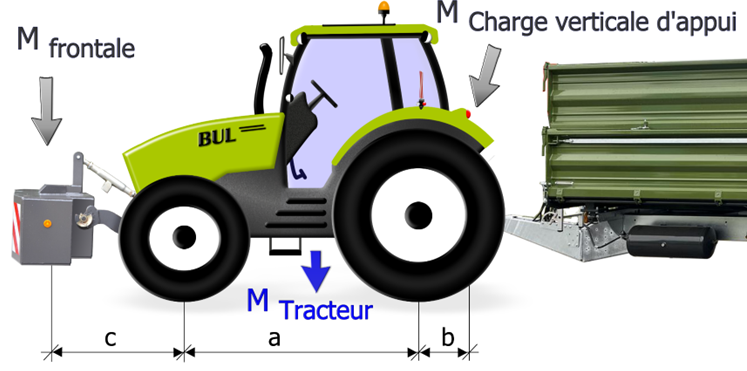 M Charge verticale d'appui
M frontale
BUL
M Tracteur
c a b